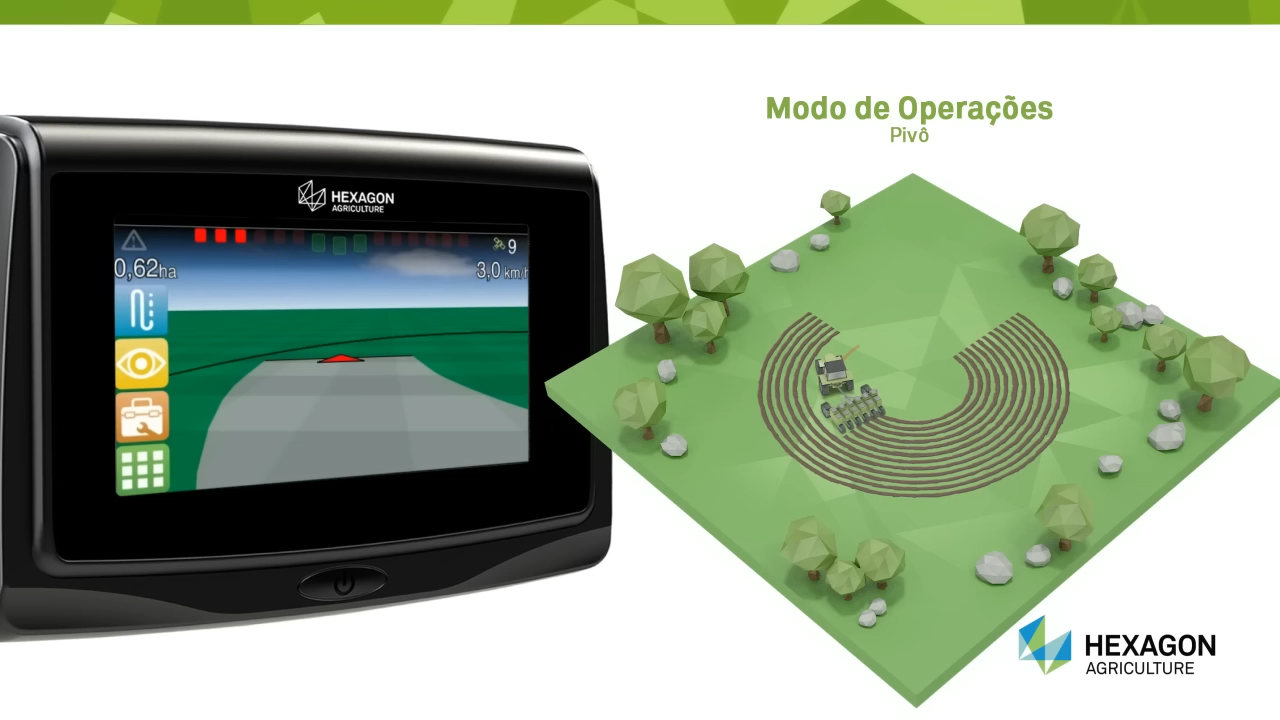 Modo de Operações
Pivô
HEXAGON
AGRICULTURE
9
0,62ha
3,0 km/h
HEXAGON
AGRICULTURE